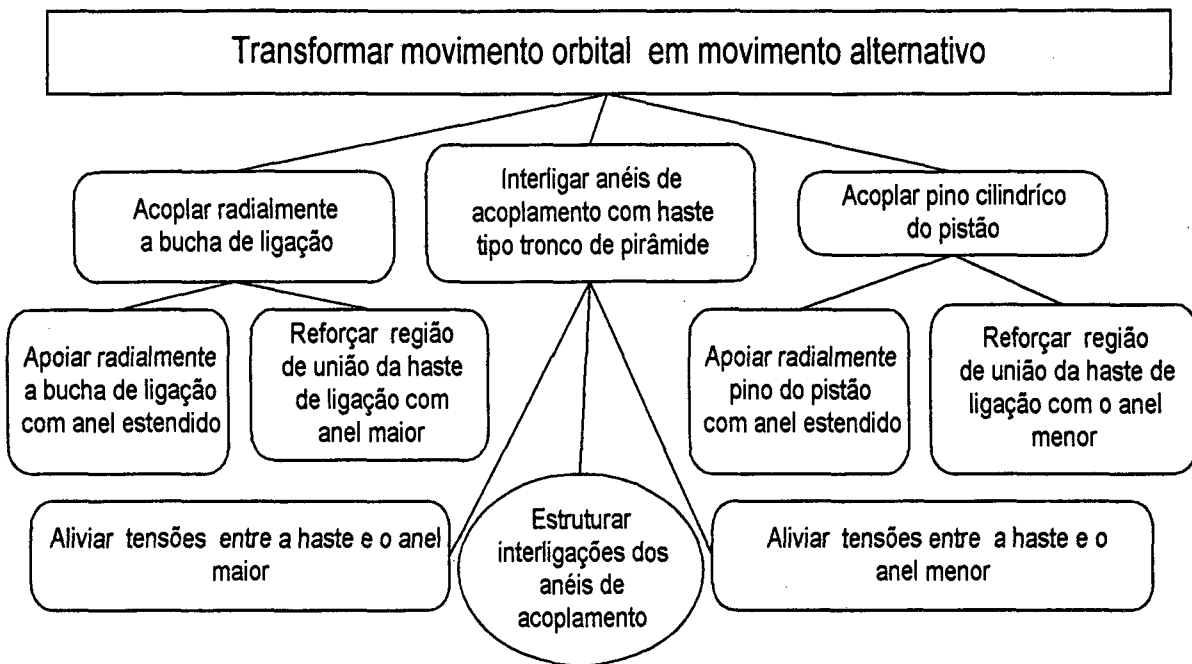 Transformar movimento orbital em movimento alternativo
Acoplar radialmente
a bucha de ligação
Interligar anéis de
acoplamento com haste
tipo tronco de pirâmide
Acoplar pino cilindríco
do pistão
Apoiar radialmente
a bucha de ligação
com anel estendido
Reforçar região
de união da haste
de ligação com
anel maior
Apoiar radialmente
pino do pistão
com anel estendido
Reforçar região
de união da haste de
ligação com o anel
menor
Aliviar tensões entre a haste e o anel
maior
Estruturar
interligações dos
anéis de
acoplamento
Aliviar tensões entre a haste e o
anel menor